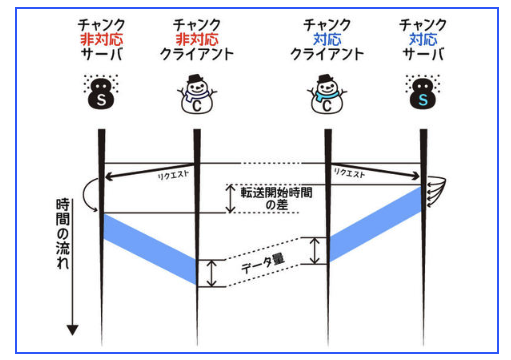 チャンク
非対応
サーバ
チャンク
非対応
クライアント
チャンク
対応
クライアント
チャンク
対応
サーバ
S
C
C
S
リクエスト
リクエスト
転送開始時間
の差
時間の流れ
データ量